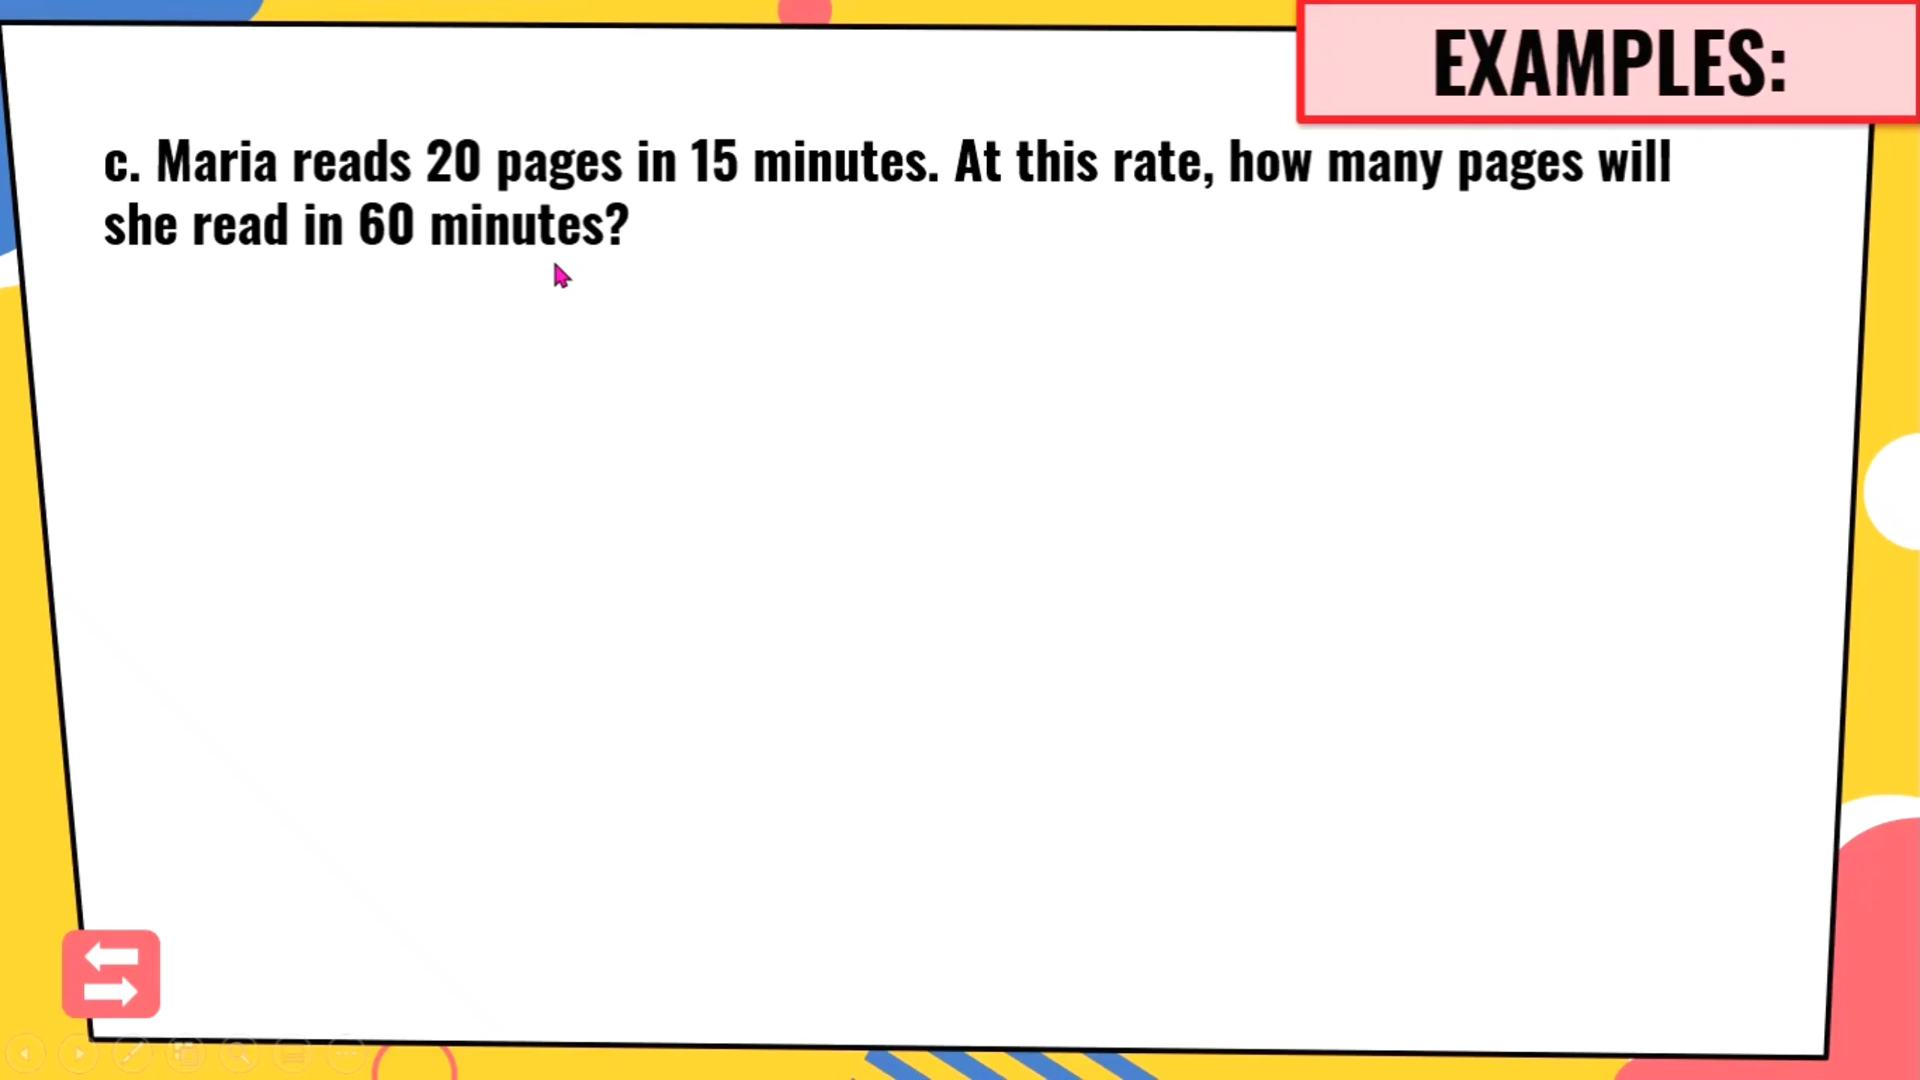 EXAMPLES:
c. Maria reads 20 pages in 15 minutes. At this rate, how many pages will
she read in 60 minutes?